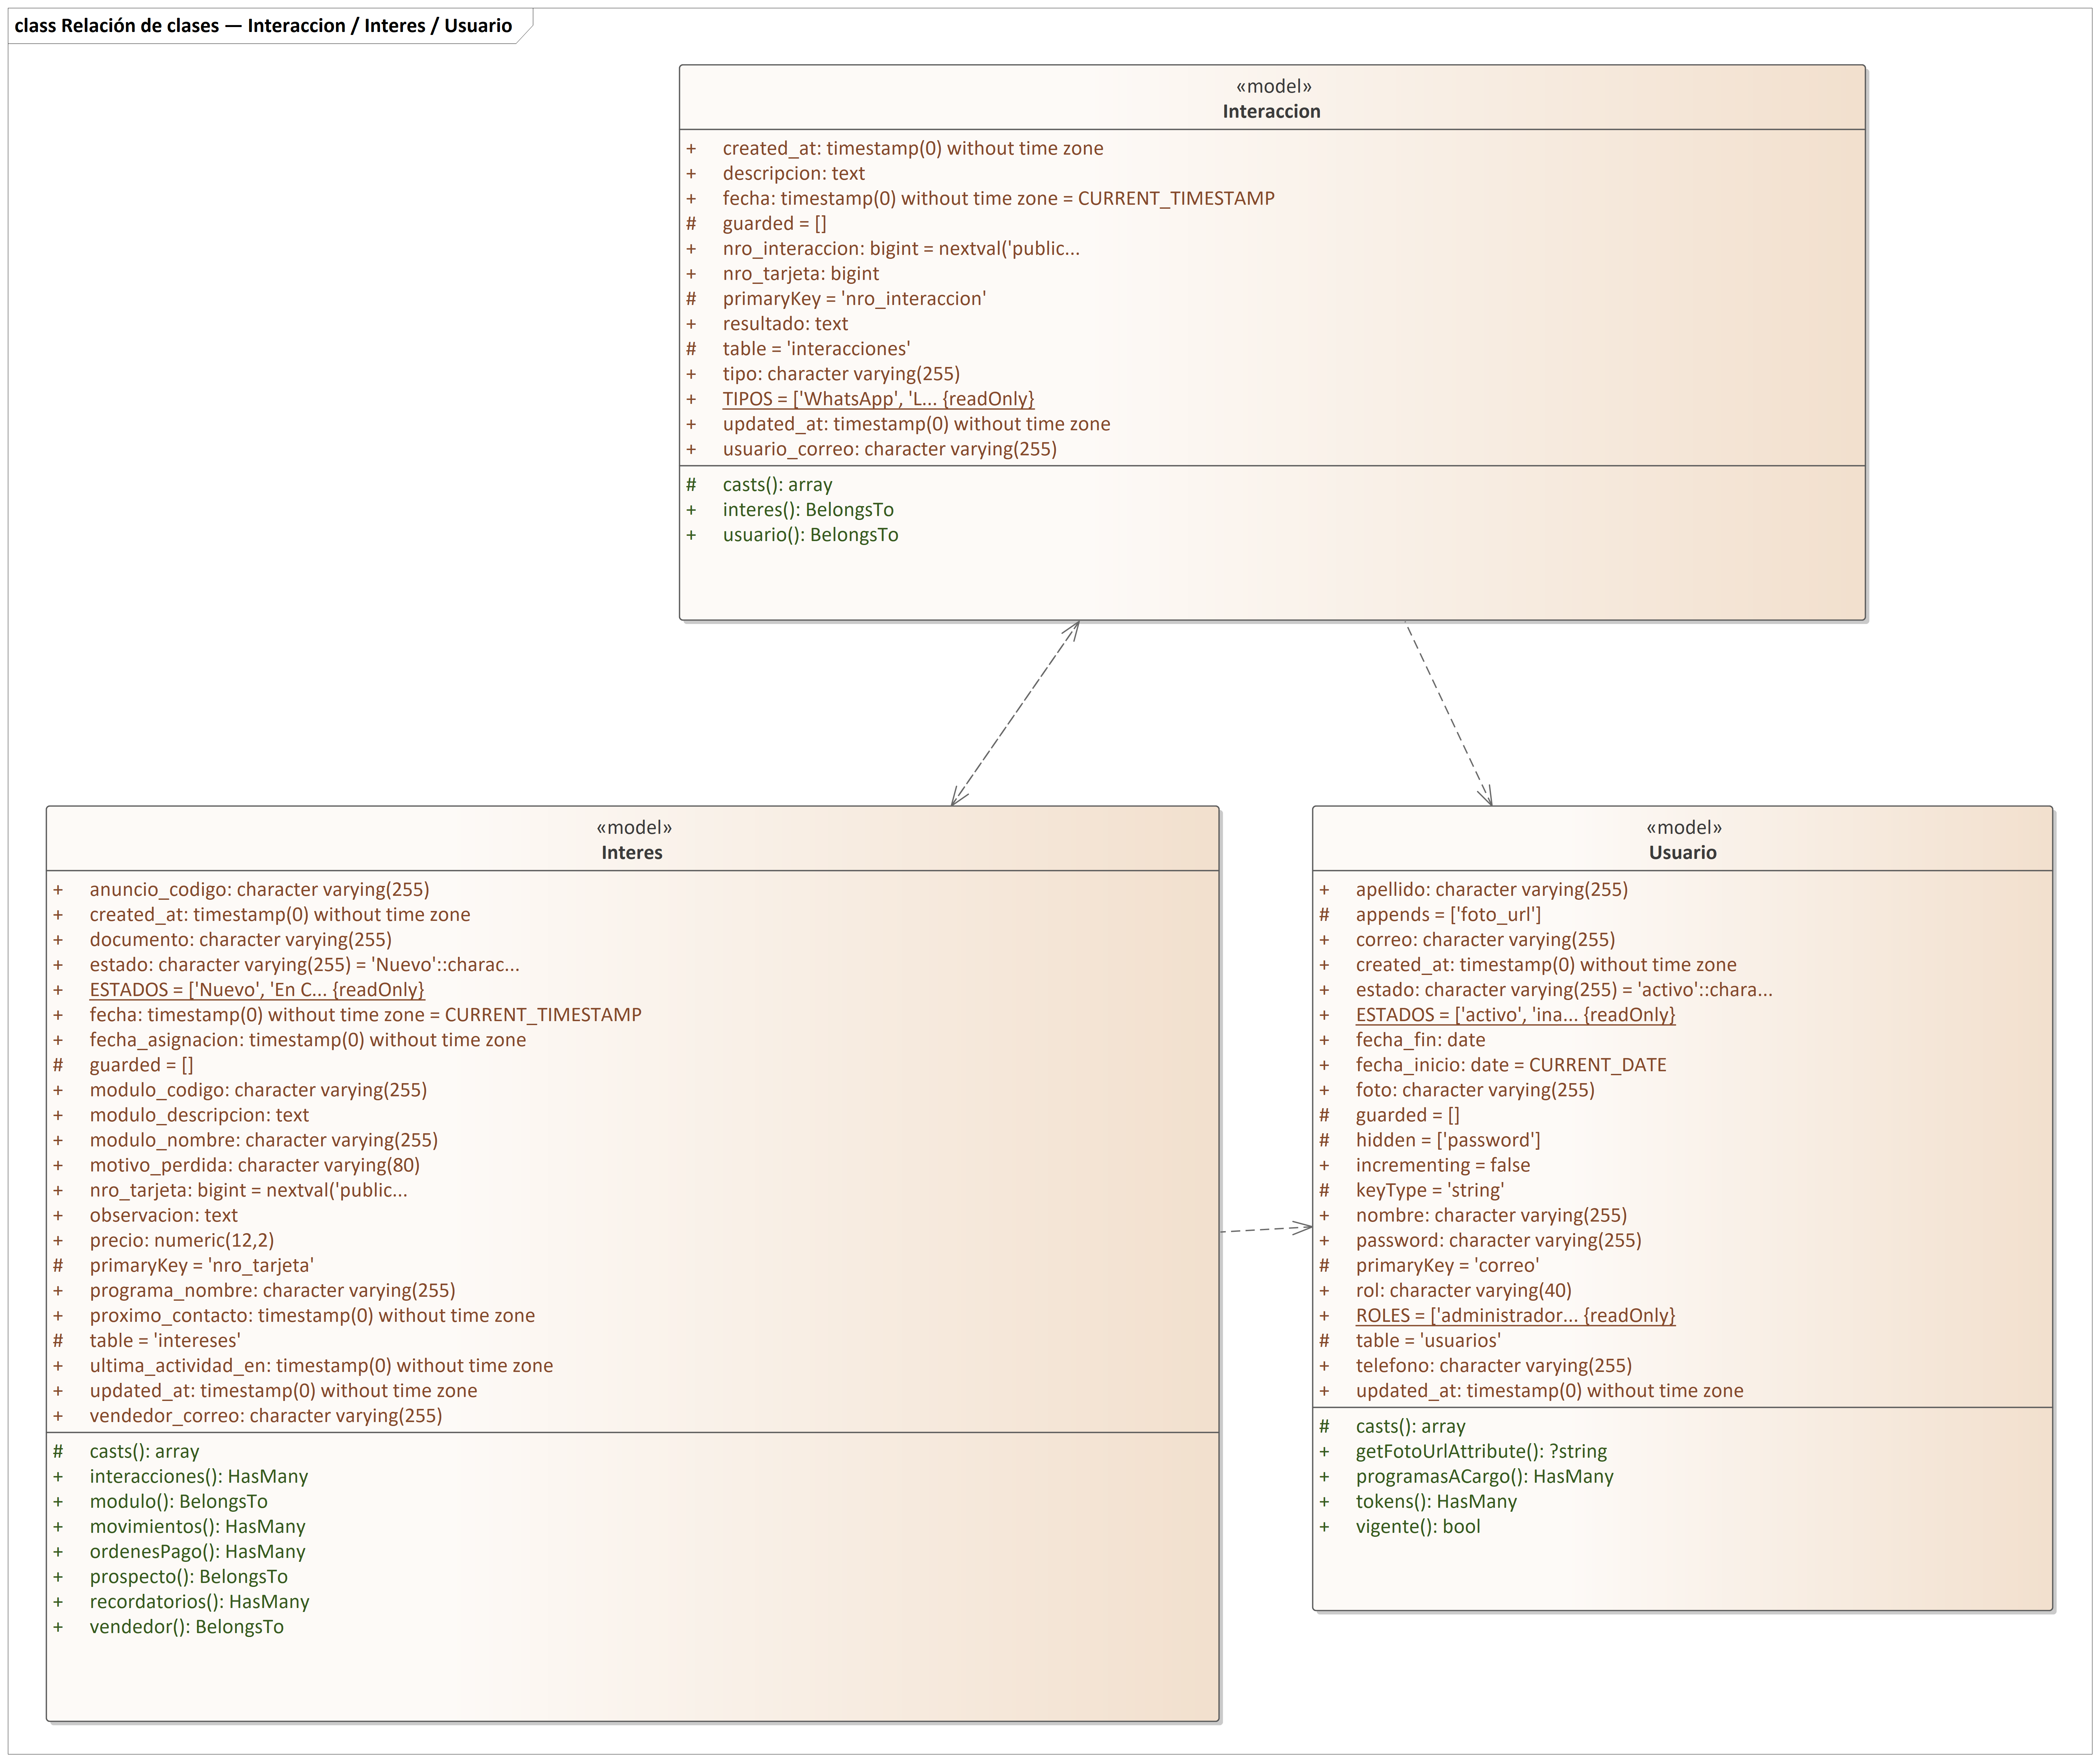 class Relación de clases — Interaccion / Interes / Usuario
«model»
Interaccion
+ created_at: timestamp(0) without time zone
+ descripcion: text
+ fecha: timestamp(0) without time zone = CURRENT_TIMESTAMP
# guarded = []
+ nro_interaccion: bigint = nextval('public...
+ nro_tarjeta: bigint
# primaryKey = 'nro_interaccion'
+ resultado: text
# table = 'interacciones'
+ tipo: character varying(255)
+ TIPOS = ['WhatsApp', 'L... {readOnly}
+ updated_at: timestamp(0) without time zone
+ usuario_correo: character varying(255)
# casts(): array
+ interes(): BelongsTo
+ usuario(): BelongsTo
«model»
Interes
+ anuncio_codigo: character varying(255)
+ created_at: timestamp(0) without time zone
+ documento: character varying(255)
+ estado: character varying(255) = 'Nuevo'::charac...
+ ESTADOS = ['Nuevo', 'En C... {readOnly}
+ fecha: timestamp(0) without time zone = CURRENT_TIMESTAMP
+ fecha_asignacion: timestamp(0) without time zone
# guarded = []
+ modulo_codigo: character varying(255)
+ modulo_descripcion: text
+ modulo_nombre: character varying(255)
+ motivo_perdida: character varying(80)
+ nro_tarjeta: bigint = nextval('public...
+ observacion: text
+ precio: numeric(12,2)
# primaryKey = 'nro_tarjeta'
+ programa_nombre: character varying(255)
+ proximo_contacto: timestamp(0) without time zone
# table = 'intereses'
+ ultima_actividad_en: timestamp(0) without time zone
+ updated_at: timestamp(0) without time zone
+ vendedor_correo: character varying(255)
# casts(): array
+ interacciones(): HasMany
+ modulo(): BelongsTo
+ movimientos(): HasMany
+ ordenesPago(): HasMany
+ prospecto(): BelongsTo
+ recordatorios(): HasMany
+ vendedor(): BelongsTo
«model»
Usuario
+ apellido: character varying(255)
# appends = ['foto_url']
+ correo: character varying(255)
+ created_at: timestamp(0) without time zone
+ estado: character varying(255) = 'activo'::chara...
+ ESTADOS = ['activo', 'ina... {readOnly}
+ fecha_fin: date
+ fecha_inicio: date = CURRENT_DATE
+ foto: character varying(255)
# guarded = []
# hidden = ['password']
+ incrementing = false
# keyType = 'string'
+ nombre: character varying(255)
+ password: character varying(255)
# primaryKey = 'correo'
+ rol: character varying(40)
+ ROLES = ['administrador... {readOnly}
# table = 'usuarios'
+ telefono: character varying(255)
+ updated_at: timestamp(0) without time zone
# casts(): array
+ getFotoUrlAttribute(): ?string
+ programasACargo(): HasMany
+ tokens(): HasMany
+ vigente(): bool